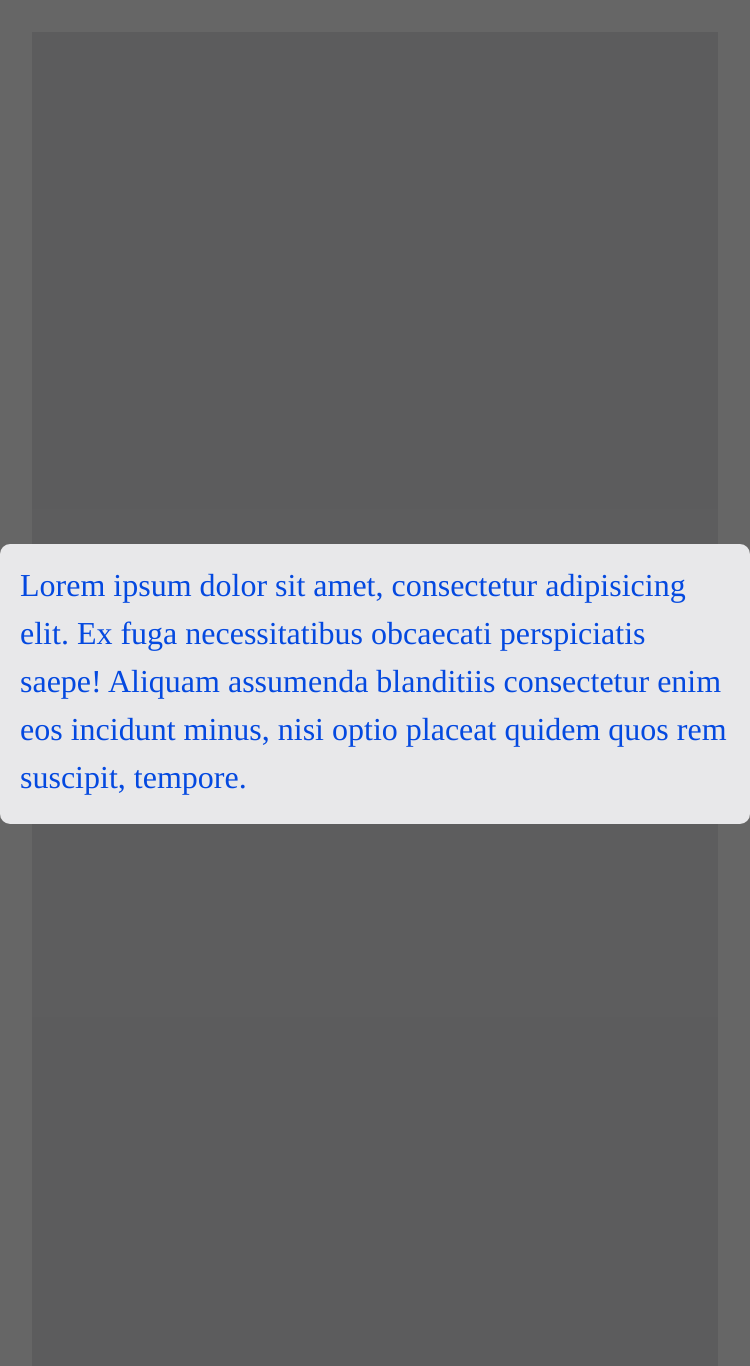 Lorem ipsum dolor sit amet, consectetur adipisicing
elit. Ex fuga necessitatibus obcaecati perspiciatis
saepe! Aliquam assumenda blanditiis consectetur enim
eos incidunt minus, nisi optio placeat quidem quos rem
suscipit, tempore.